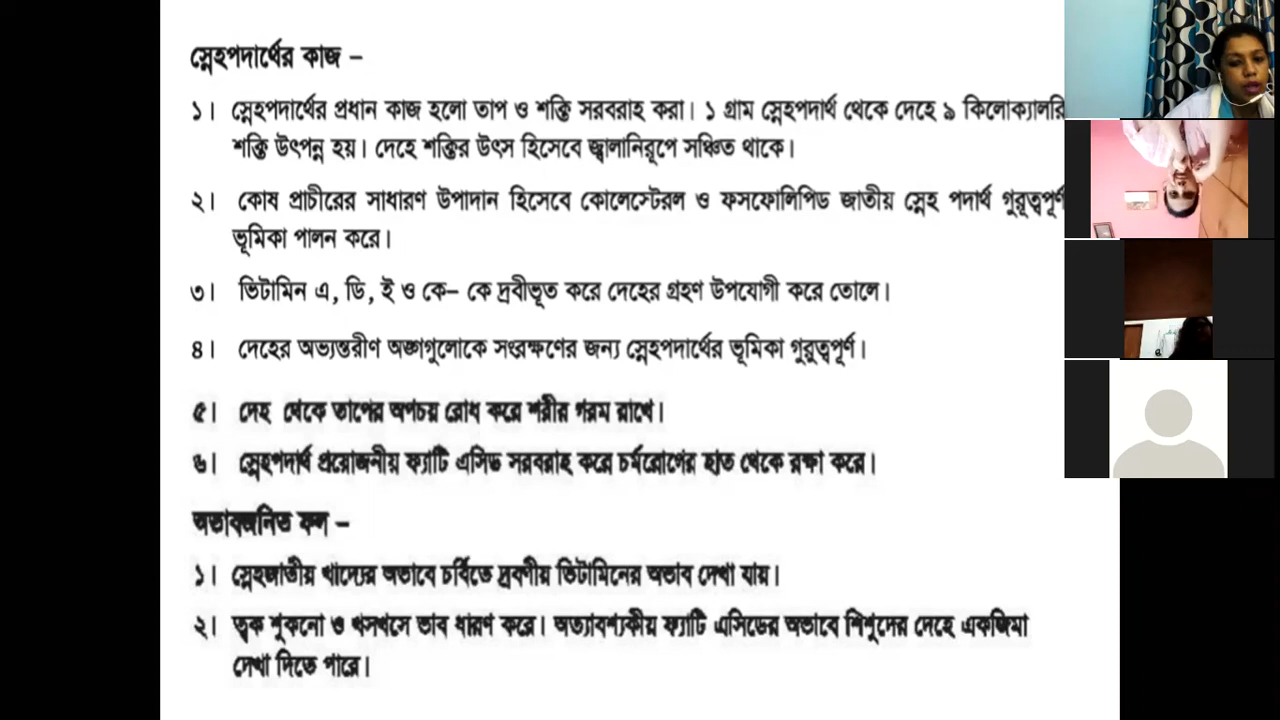 স্নেহপদার্থের কাজ –
১। স্নেহপদার্থের প্রধান কাজ হলো তাপ ও শক্তি সরবরাহ করা। ১ গ্রাম স্নেহপদার্থ থেকে দেহে ৯ কিলোক্যালরি
শক্তি উৎপন্ন হয়। দেহে শক্তির উৎস হিসেবে জ্বালানিরূপে সঞ্চিত থাকে।
২। কোষ প্রাচীরের সাধারণ উপাদান হিসেবে কোলেস্টেরল ও ফসফোলিপিড জাতীয় স্নেহ পদার্থ গুরুত্বপূর্ণ
ভূমিকা পালন করে।
৩। ভিটামিন এ, ডি, ই ও কে– কে দ্রবীভূত করে দেহের গ্রহণ উপযোগী করে তোলে।
৪। দেহের অভ্যন্তরীণ অঙ্গগুলোকে সংরক্ষণের জন্য স্নেহপদার্থের ভূমিকা গুরুত্বপূর্ণ।
৫। দেহ থেকে তাপের অপচয় রোধ করে শরীর গরম রাখে।
৬। স্নেহপদার্থ প্রয়োজনীয় ফ্যাটি এসিড সরবরাহ করে চর্মরোগের হাত থেকে রক্ষা করে।
অভাবজনিত ফল –
১। স্নেহজাতীয় খাদ্যের অভাবে চর্বিতে দ্রবণীয় ভিটামিনের অভাব দেখা যায়।
২। ত্বক শুকনো ও খসখসে ভাব ধারণ করে। অত্যাবশ্যকীয় ফ্যাটি এসিডের অভাবে শিশুদের দেহে একজিমা
দেখা দিতে পারে।